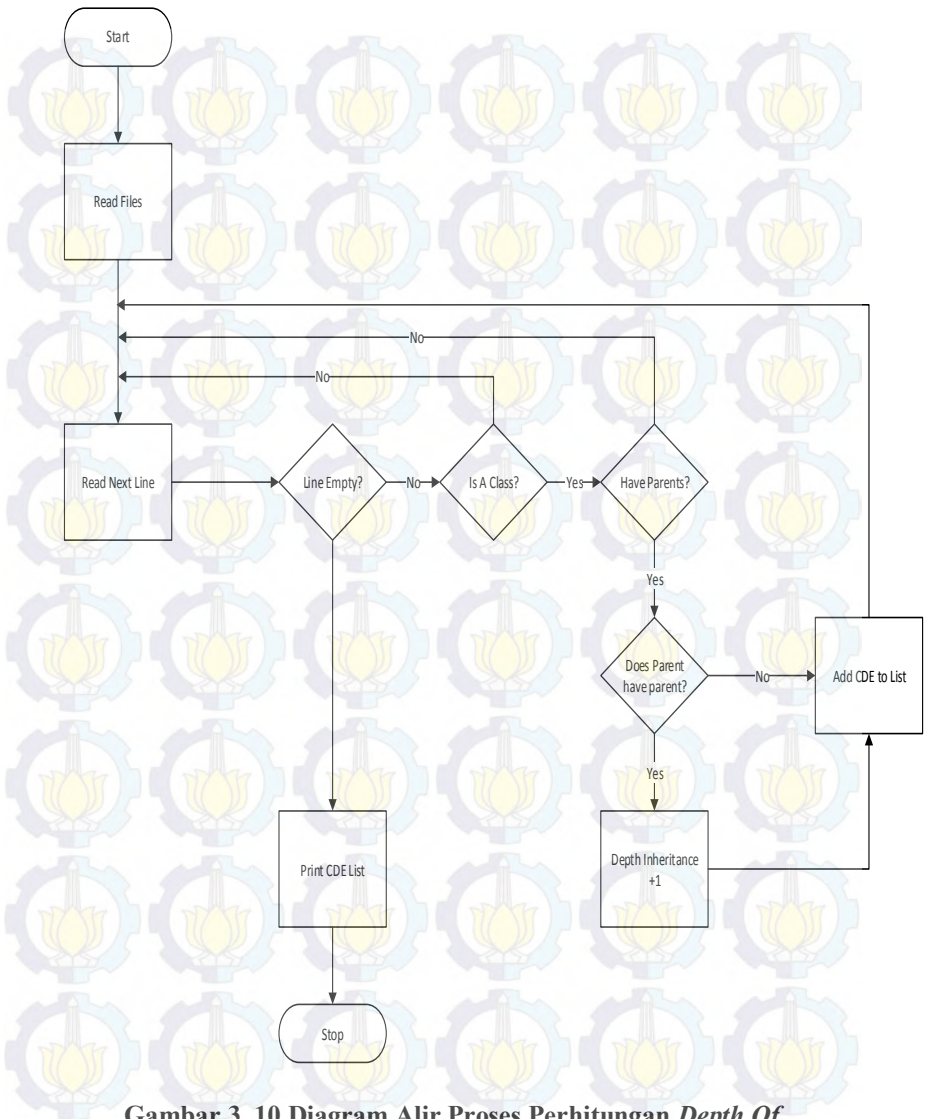 Start
Read Files
No
No
Read Next Line
Line Empty?
No
Is A Class?
Yes
Have Parents?
Yes
Does Parent
have parent?
No
Add CDE to List
Yes
Print CDE List
Depth Inheritance
+1
Stop
Gambar 3. 10 Diagram Alir Proses Perhitungan Depth Of